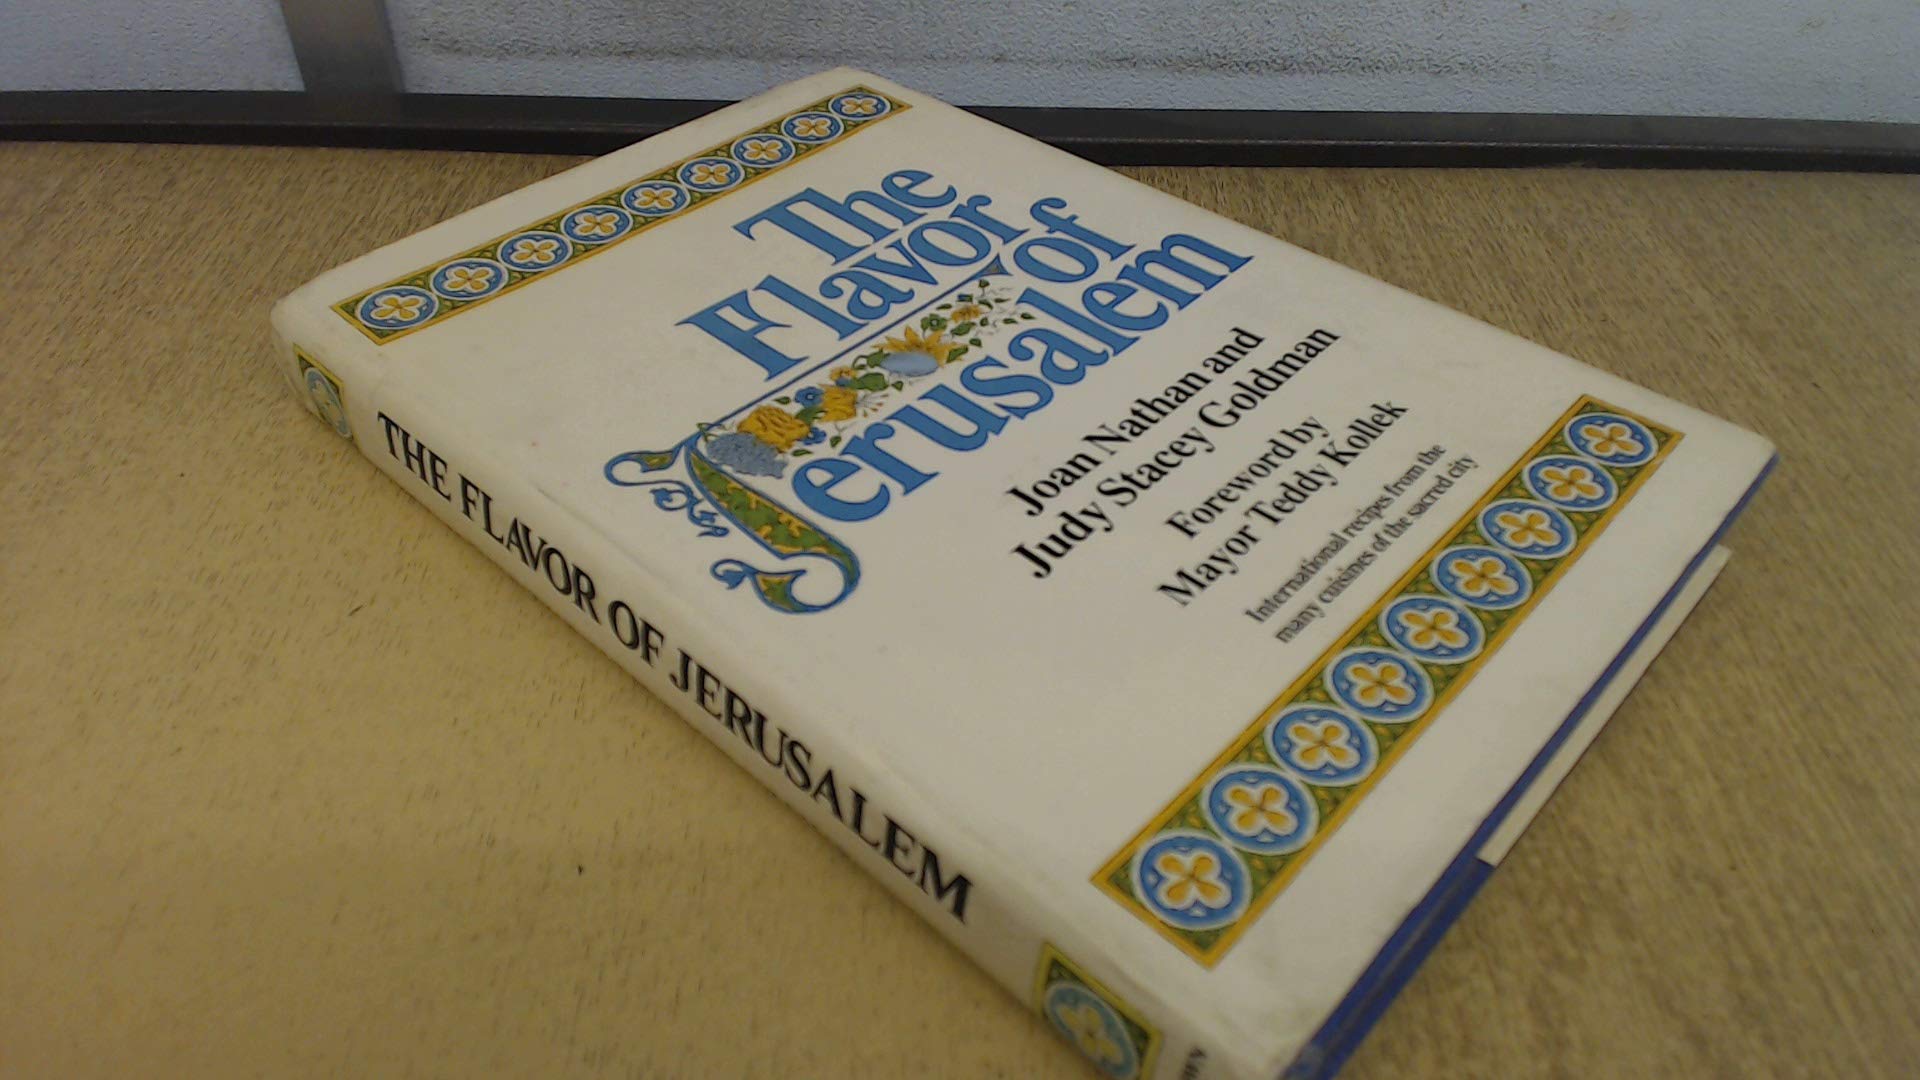 The
Flavor
of
Jerusalem
Joan Nathan and
Judy Stacey Goldman
Foreword by
Mayor Teddy Kollek
International recipes from the
many cuisines of the sacred city
THE FLAVOR OF JERUSALEM